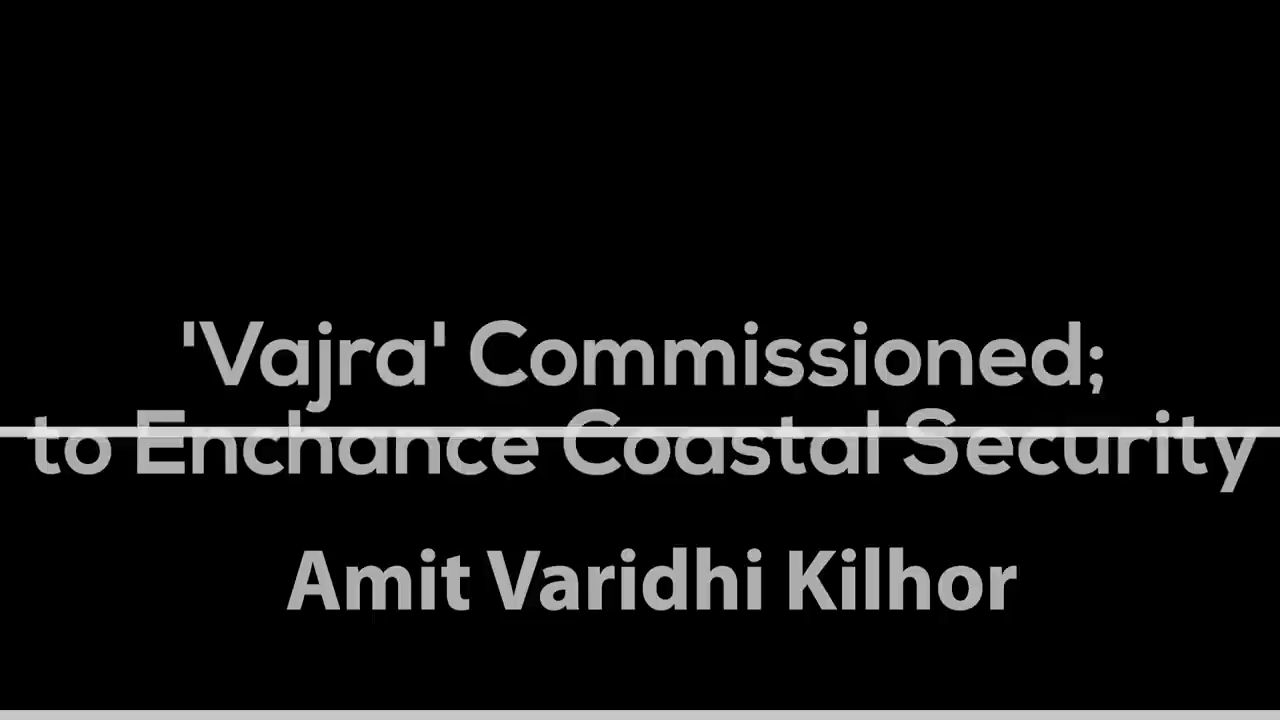 'Vajra' Commissioned;
to Enchance Coastal Security
Amit Varidhi Kilhor